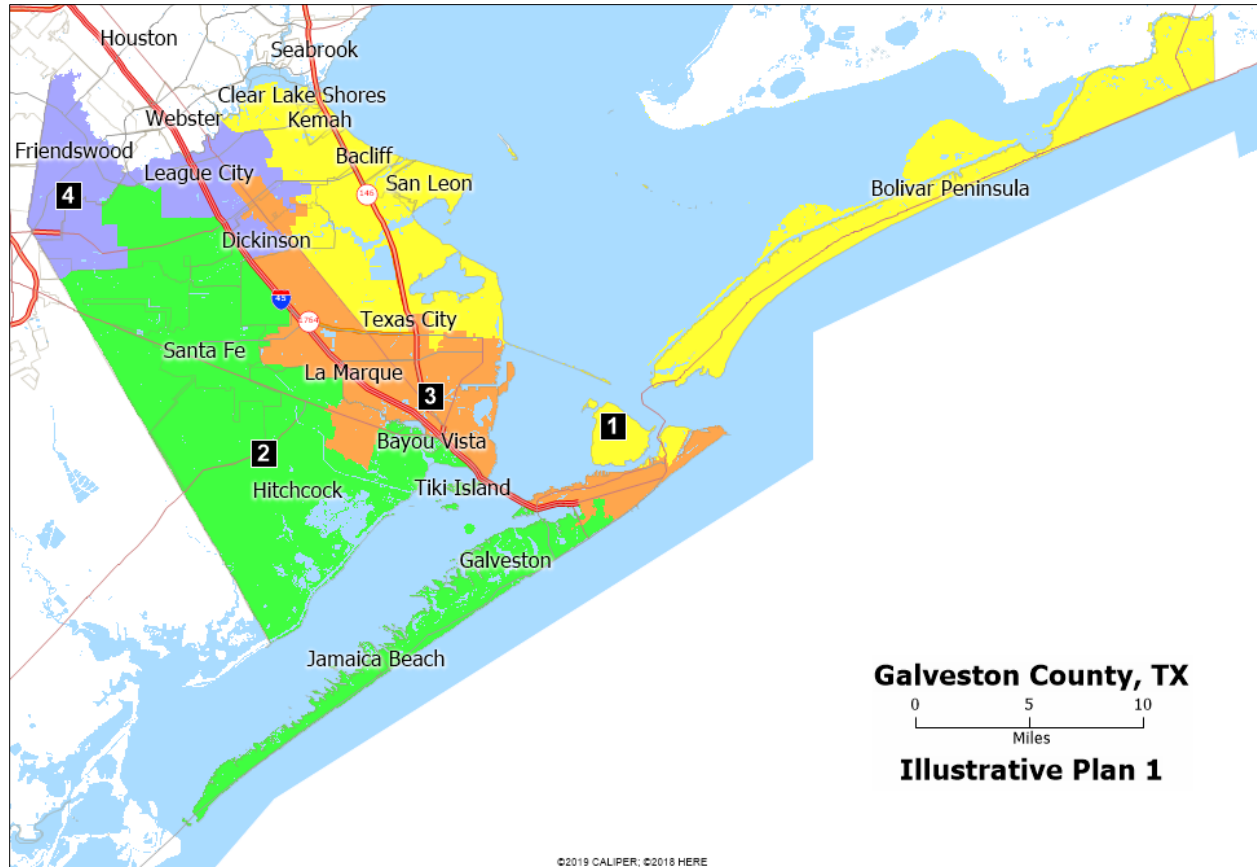 Houston
Seabrook
Clear Lake Shores
Webster
Kemah
Friendswood
Bacliff
League City
San Leon
4
146
Bolivar Peninsula
Dickinson
45
1764
Texas City
Santa Fe
La Marque
3
1
Bayou Vista
2
Hitchcock
Tiki Island
Galveston
Jamaica Beach
Galveston County, TX
0 5 10
Miles
Illustrative Plan 1
©2019 CALIPER; ©2018 HERE